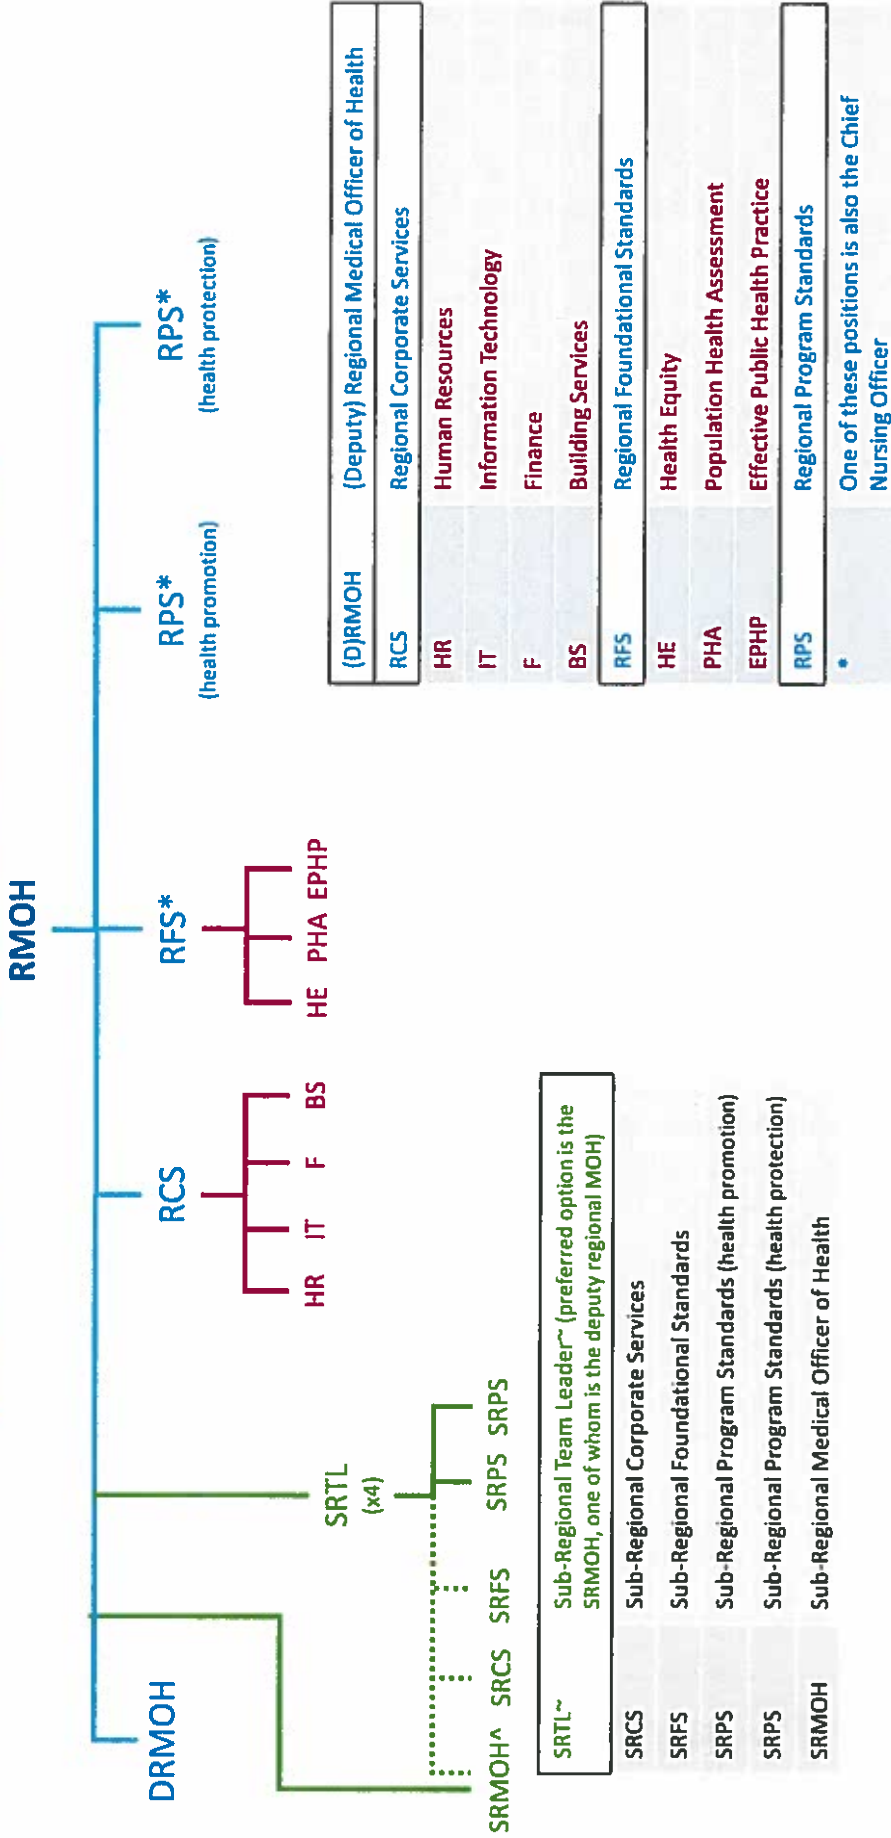 RMOH
DRMOH
RCS
RFS*
RPS*
(health promotion)
RPS*
(health protection)
SRTL
(x4)
HR IT F BS
HE PHA EPHP
SRMOH^ SRCS SRFS SRPS SRPS
SRTL~ Sub-Regional Team Leader~ (preferred option is the
SRMOH, one of whom is the deputy regional MOH)
SRCS Sub-Regional Corporate Services
SRFS Sub-Regional Foundational Standards
SRPS Sub-Regional Program Standards (health promotion)
SRPS Sub-Regional Program Standards (health protection)
SRMOH Sub-Regional Medical Officer of Health
(D)RMOH (Deputy) Regional Medical Officer of Health
RCS Regional Corporate Services
HR Human Resources
IT Information Technology
F Finance
BS Building Services
RFS Regional Foundational Standards
HE Health Equity
PHA Population Health Assessment
EPHP Effective Public Health Practice
RPS Regional Program Standards
* One of these positions is also the Chief
Nursing Officer